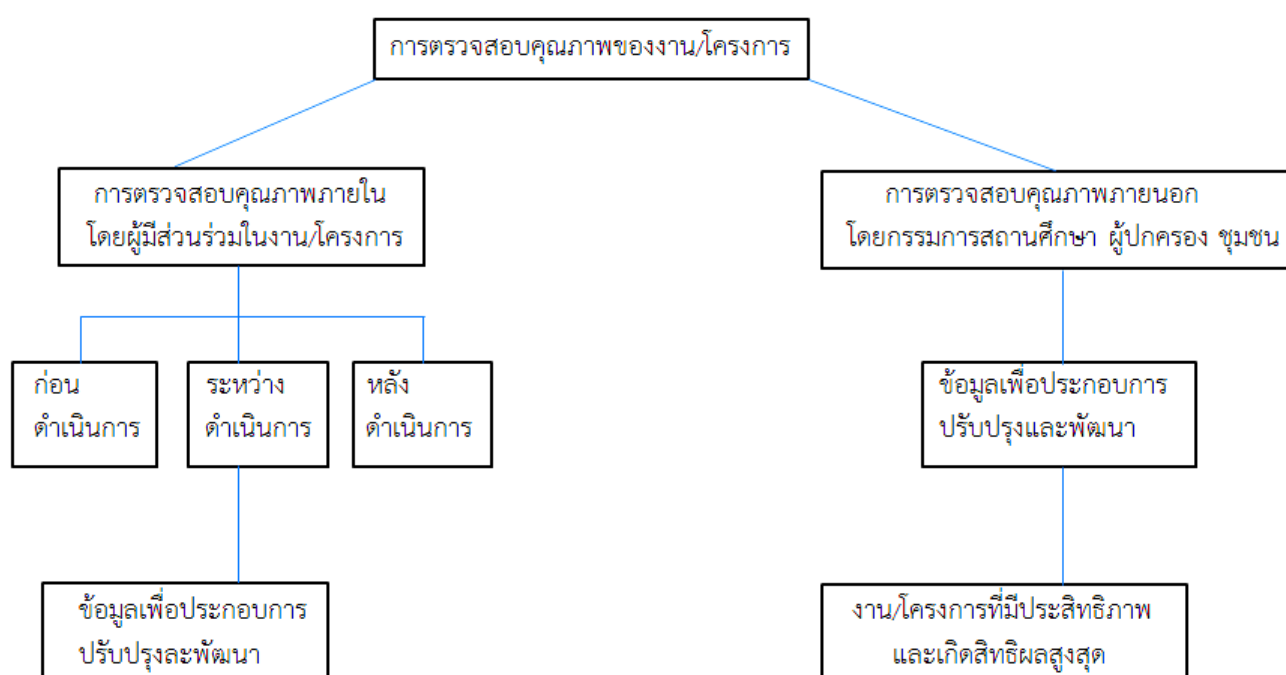 การตรวจสอบคุณภาพของงาน/โครงการ
การตรวจสอบคุณภาพภายใน
โดยผู้มีส่วนร่วมในงาน/โครงการ
การตรวจสอบคุณภาพภายนอก
โดยกรรมการสถานศึกษา ผู้ปกครอง ชุมชน
ก่อน
ดำเนินการ
ระหว่าง
ดำเนินการ
หลัง
ดำเนินการ
ข้อมูลเพื่อประกอบการ
ปรับปรุงและพัฒนา
ข้อมูลเพื่อประกอบการ
ปรับปรุงละพัฒนา
งาน/โครงการที่มีประสิทธิภาพ
และเกิดสิทธิผลสูงสุด